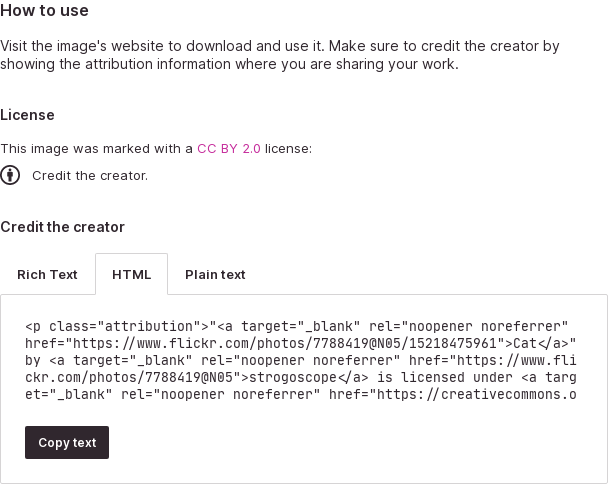 How to use
Visit the image's website to download and use it. Make sure to credit the creator by
showing the attribution information where you are sharing your work.
License
This image was marked with a CC BY 2.0 license:
Credit the creator.
Credit the creator
Rich Text HTML Plain text
<p class="attribution">"<a target="_blank" rel="noopener noreferrer"
href="https://www.flickr.com/photos/7788419@N05/15218475961">Cat</a>"
by <a target="_blank" rel="noopener noreferrer" href="https://www.fli
ckr.com/photos/7788419@N05">strogoscope</a> is licensed under <a targ
et="_blank" rel="noopener noreferrer" href="https://creativecommons.o
Copy text